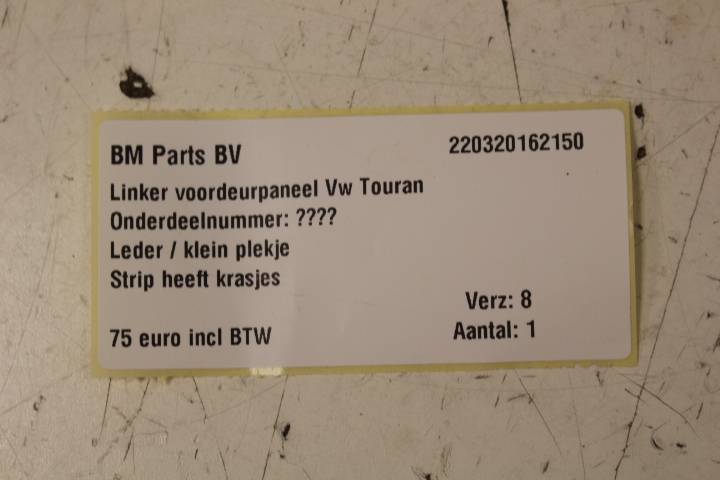 BM Parts BV 220320162150
Linker voordeurpaneel Vw Touran
Onderdeelnummer: ????
Leder / klein plekje
Strip heeft krasjes
Verz: 8
75 euro incl BTW Aantal: 1